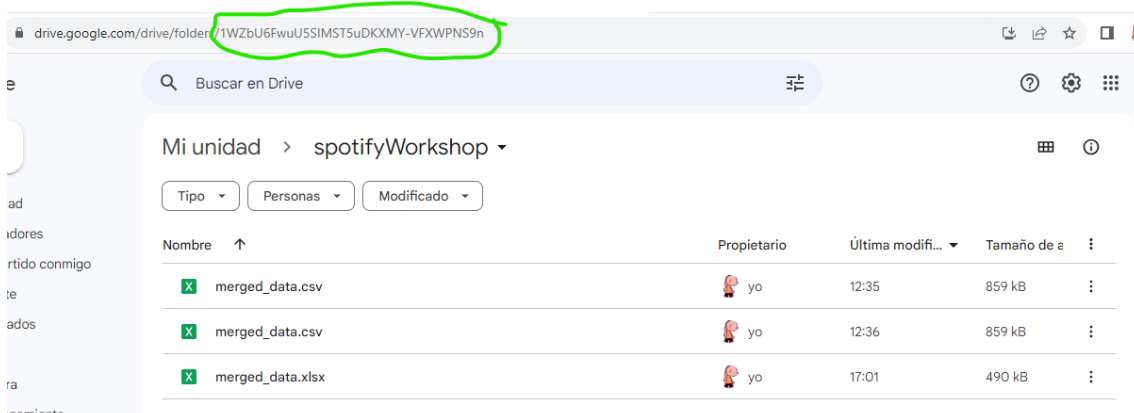 drive.google.com/drive/folders/1WZbU6FwuU5SIMST5uDKXMY-VFXWPNS9n
e
Buscar en Drive
Mi unidad > spotifyWorkshop
ad
Tipo Personas Modificado
adores
Nombre Propietario Última modifi... Tamaño de a
rtido conmigo
merged_data.csv yo 12:35 859 kB
te
ados
merged_data.csv yo 12:36 859 kB
merged_data.xlsx yo 17:01 490 kB
ra